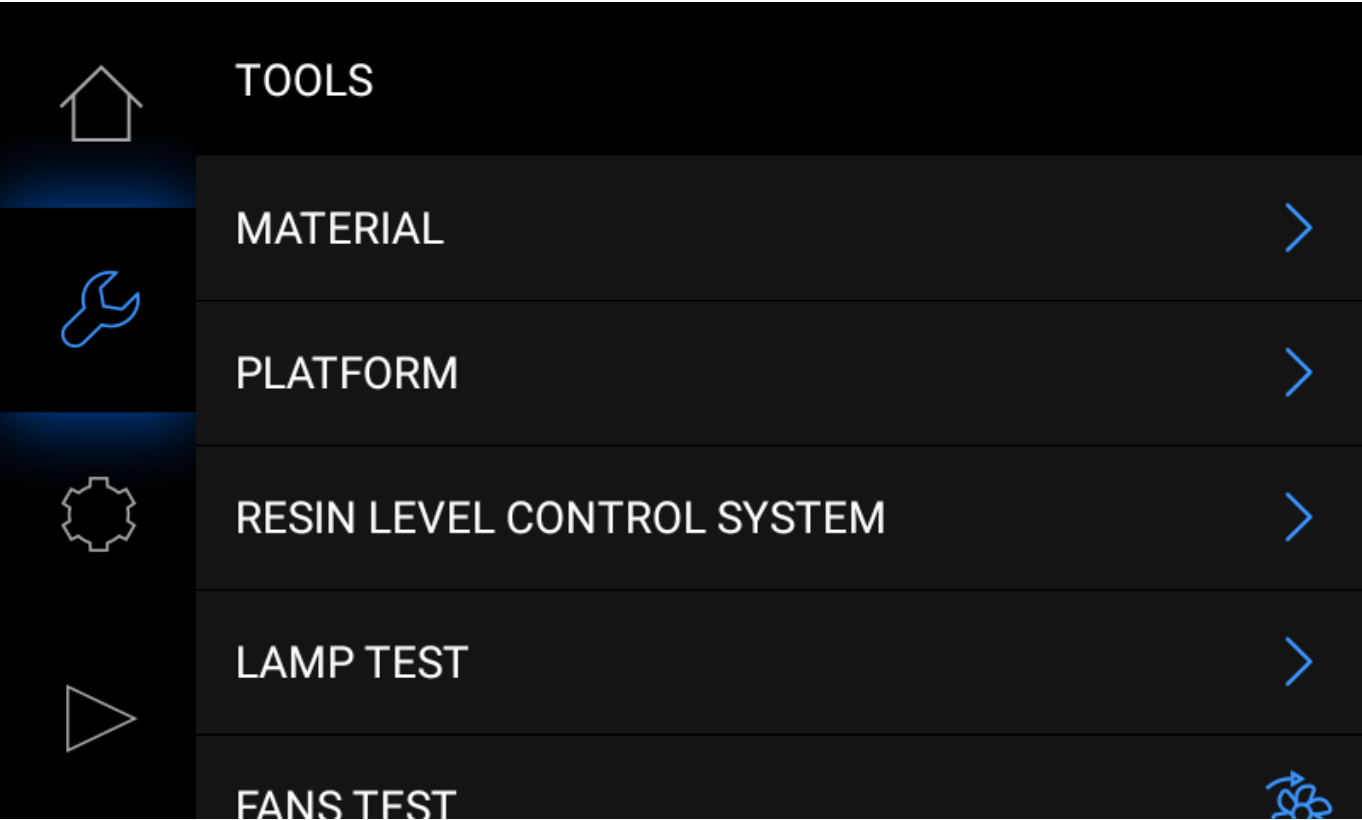 TOOLS
MATERIAL
PLATFORM
RESIN LEVEL CONTROL SYSTEM
LAMP TEST
FANS TEST